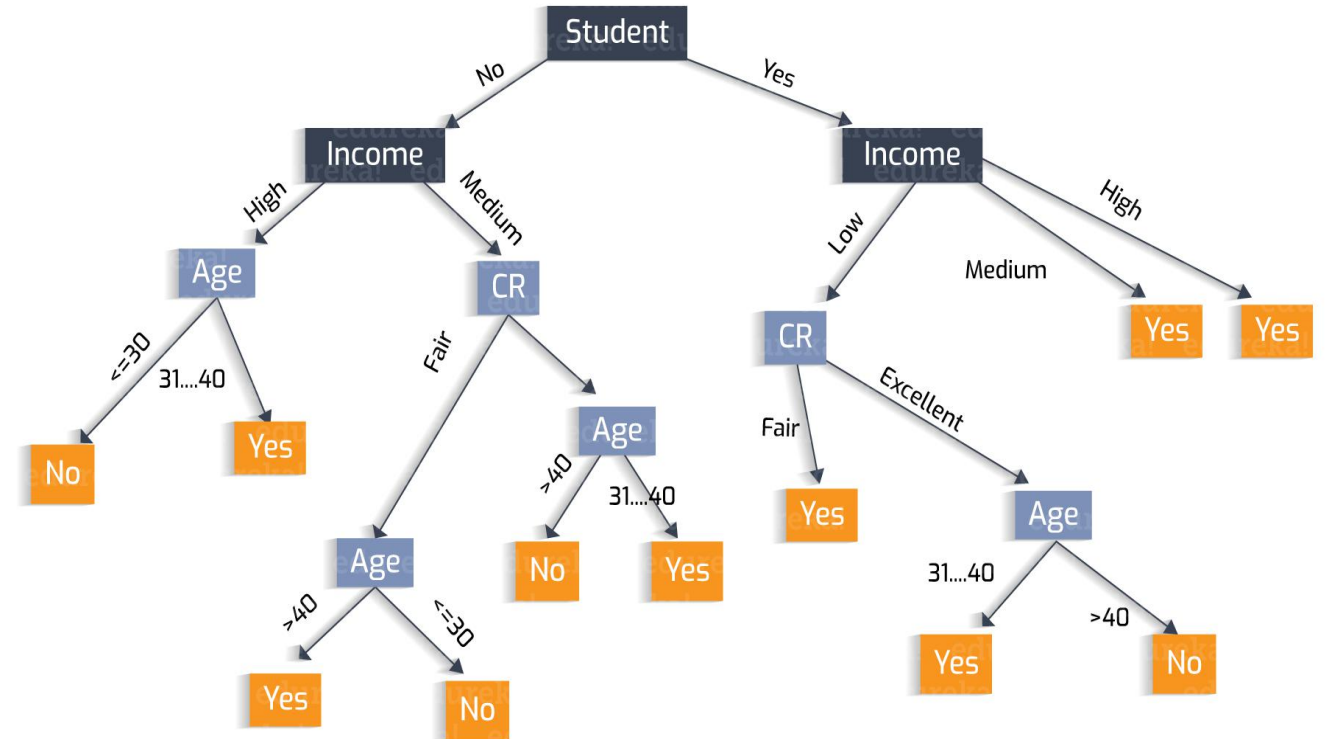 Student
No
Yes
Income
Income
High
Medium
Low
Medium
High
Age
CR
CR
Yes
Yes
<=30
31....40
Fair
Fair
Excellent
No
Yes
Age
>40
31....40
Yes
Age
Age
No
Yes
31....40
>40
>40
<=30
Yes
No
Yes
No
edureka!